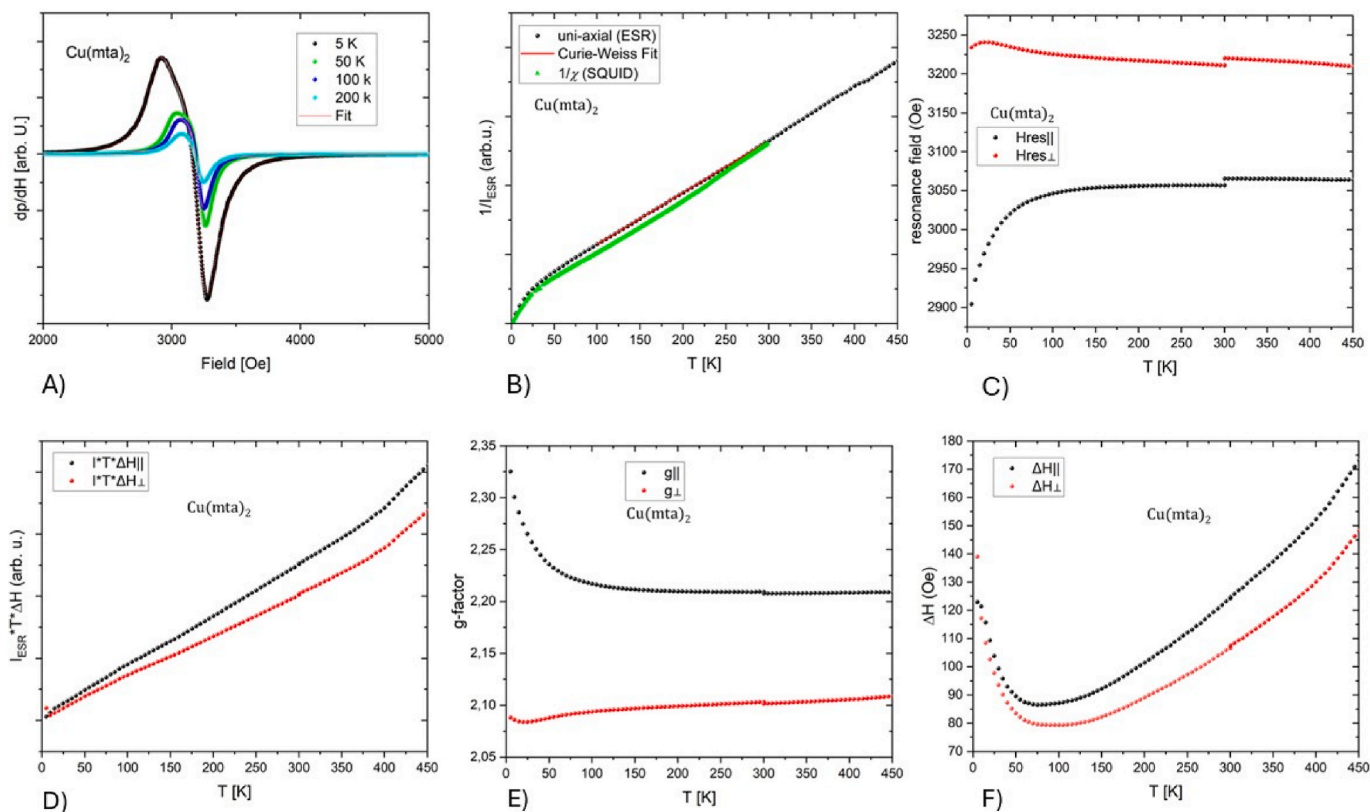 Cu(mta)₂
5 K
50 K
100 k
200 k
Fit
dp/dH [arb. U.]
2000
3000
4000
5000
Field [Oe]
A)
uni-axial (ESR)
Curie-Weiss Fit
1/χ (SQUID)
Cu(mta)₂
1/I_ESR (arb.u.)
0 50 100 150 200 250 300 350 400 450
T [K]
B)
3250
3200
3150
3100
3050
3000
2950
2900
resonance field (Oe)
Cu(mta)₂
Hres||
Hres⊥
0 50 100 150 200 250 300 350 400 450
T [K]
C)
I*T*ΔH||
I*T*ΔH⊥
Cu(mta)₂
I_ESR*T*ΔH (arb. u.)
0 50 100 150 200 250 300 350 400 450
T [K]
D)
2,35
2,30
2,25
2,20
2,15
2,10
2,05
g-factor
g||
g⊥
Cu(mta)₂
0 50 100 150 200 250 300 350 400 450
T [K]
E)
180
170
160
150
140
130
120
110
100
90
80
70
ΔH (Oe)
ΔH||
ΔH⊥
Cu(mta)₂
0 50 100 150 200 250 300 350 400 450
T [K]
F)